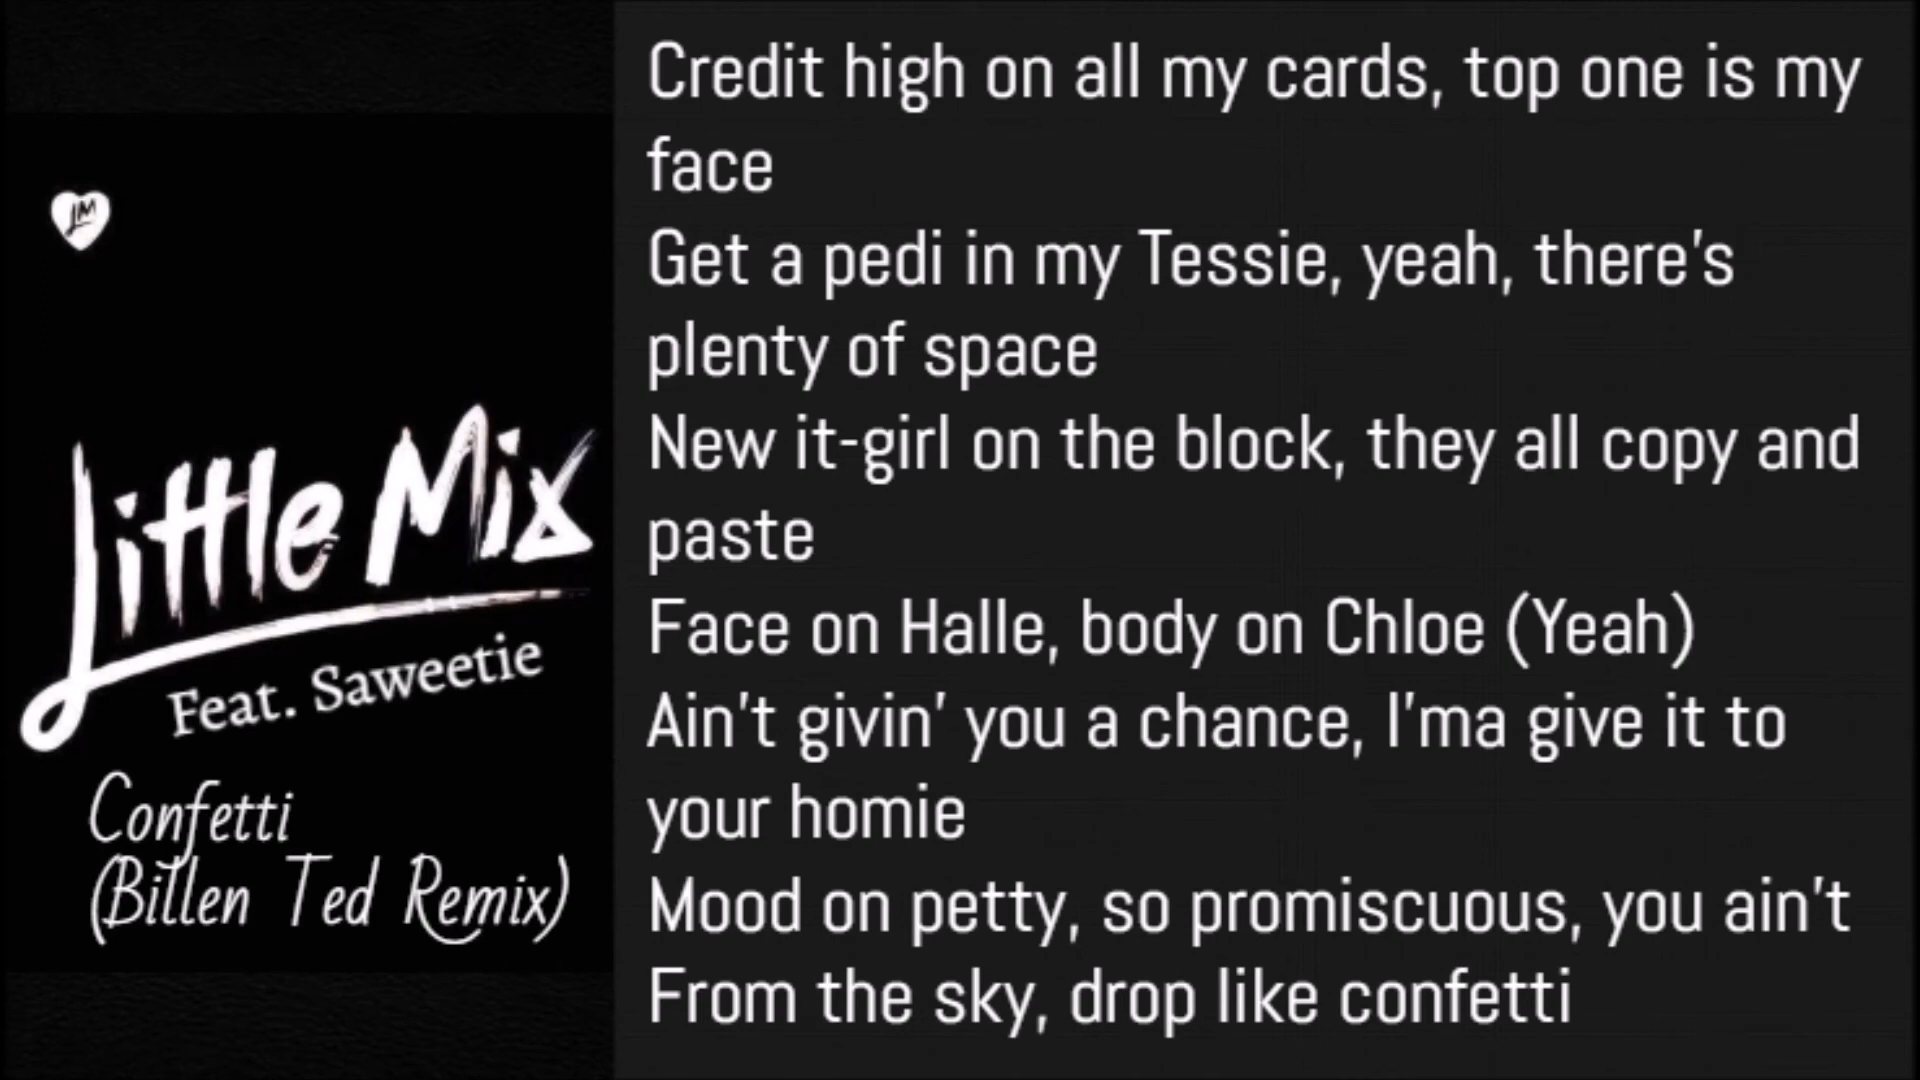 LM
Little Mix
Feat. Saweetie
Confetti
(Billen Ted Remix)
Credit high on all my cards, top one is my
face
Get a pedi in my Tessie, yeah, there's
plenty of space
New it-girl on the block, they all copy and
paste
Face on Halle, body on Chloe (Yeah)
Ain't givin' you a chance, I'ma give it to
your homie
Mood on petty, so promiscuous, you ain't
From the sky, drop like confetti